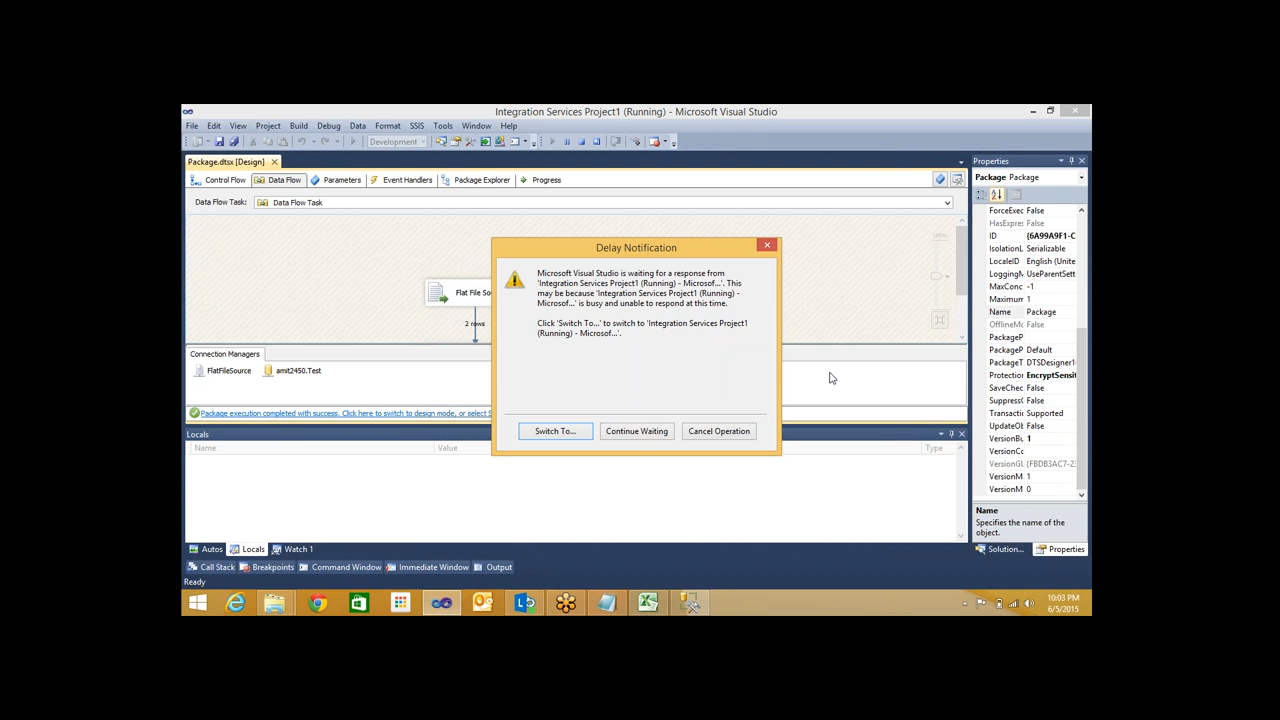 Integration Services Project1 (Running) - Microsoft Visual Studio
File Edit View Project Build Debug Data Format SSIS Tools Window Help
Development
Package.dtsx [Design]
Control Flow Data Flow Parameters Event Handlers Package Explorer Progress
Data Flow Task: Data Flow Task
100%
Flat File So
2 rows
Delay Notification
Microsoft Visual Studio is waiting for a response from
'Integration Services Project1 (Running) - Microsof...'. This
may be because 'Integration Services Project1 (Running) -
Microsof...' is busy and unable to respond at this time.
Click 'Switch To...' to switch to 'Integration Services Project1
(Running) - Microsof...'.
Switch To... Continue Waiting Cancel Operation
Connection Managers
FlatFileSource amit2450.Test
Package execution completed with success. Click here to switch to design mode, or select S
Locals
Name Value Type
Autos Locals Watch 1
Call Stack Breakpoints Command Window Immediate Window Output
Ready
Properties
Package Package
ForceExec False
HasExpres False
ID {6A99A9F1-C
IsolationL Serializable
LocaleID English (Unite
LoggingM UseParentSett
MaxConc -1
Maximum 1
Name Package
OfflineMo False
PackageP
PackageP Default
PackageT DTSDesigner10
Protection EncryptSensit
SaveChec False
SuppressC False
Transactic Supported
UpdateOb False
VersionBu 1
VersionCo
VersionGU {FBDB3AC7-23
VersionM 1
VersionM 0
Name
Specifies the name of the
object.
Solution... Properties
10:03 PM
6/5/2015